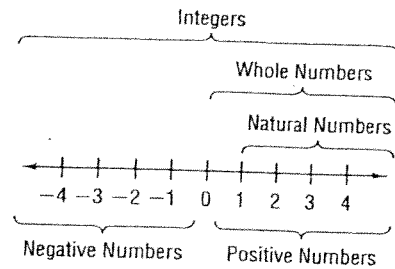 Integers
Whole Numbers
Natural Numbers
−4 −3 −2 −1 0 1 2 3 4
Negative Numbers Positive Numbers